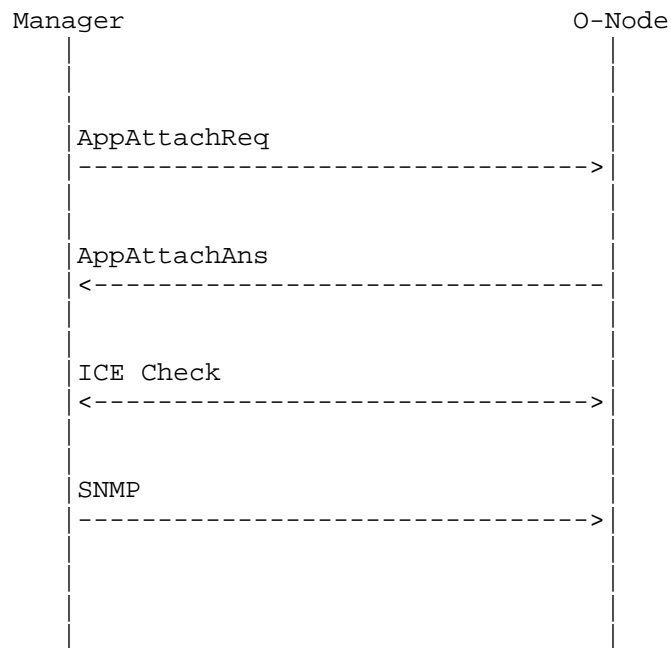 Manager O-Node
AppAttachReq
AppAttachAns
ICE Check
SNMP